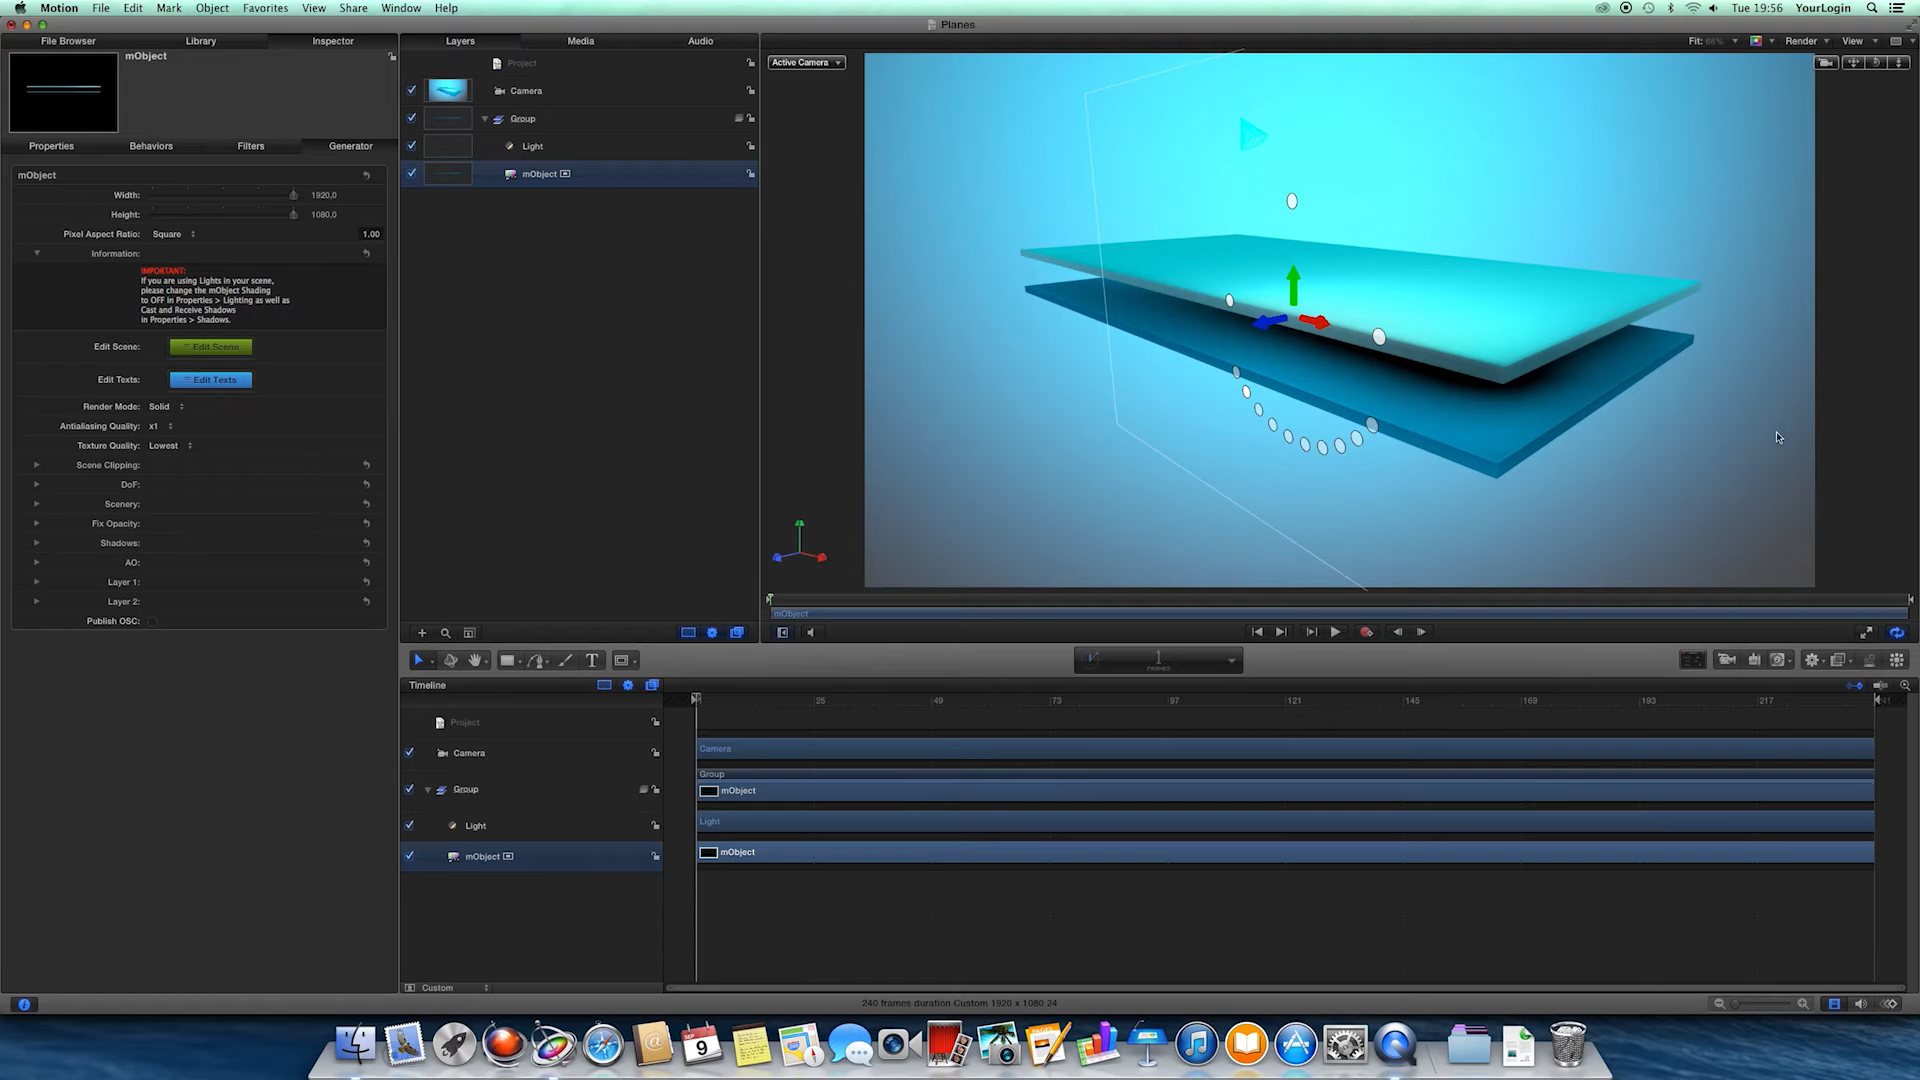 Motion File Edit Mark Object Favorites View Share Window Help Tue 19:56 YourLogin
Planes
File Browser Library Inspector Layers Media Audio Fit: 66% Render View
mObject
Active Camera
Project
Camera
Group
Light
mObject
Properties Behaviors Filters Generator
mObject
Width: 1920,0
Height: 1080,0
Pixel Aspect Ratio: Square 1.00
Information:
IMPORTANT:
If you are using Lights in your scene,
please change the mObject Shading
to OFF in Properties > Lighting as well as
Cast and Receive Shadows
in Properties > Shadows.
Edit Scene: Edit Scene
Edit Texts: Edit Texts
Render Mode: Solid
Antialiasing Quality: x1
Texture Quality: Lowest
Scene Clipping:
DoF:
Scenery:
Fix Opacity:
Shadows:
AO:
Layer 1:
Layer 2:
Publish OSC:
mObject
1
FRAMES
T
Timeline
25 49 73 97 121 145 169 193 217
Project
Camera Camera
Group
Group mObject
Light Light
mObject mObject
Custom
240 frames duration Custom 1920 x 1080 24
SEP
9
PAGES